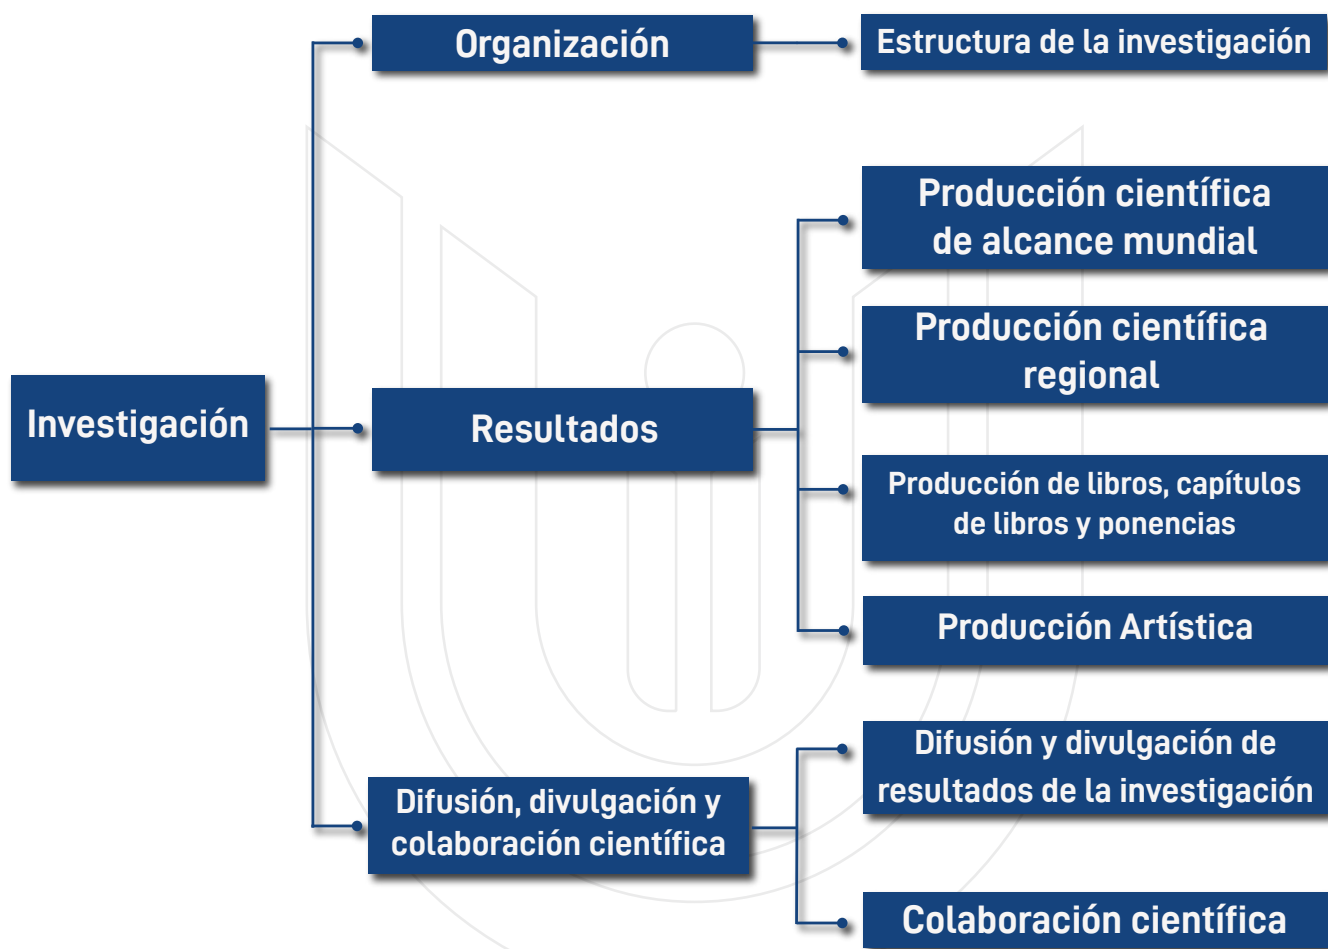 Organización
Estructura de la investigación
Producción científica
de alcance mundial
Producción científica
regional
Investigación
Resultados
Producción de libros, capítulos
de libros y ponencias
Producción Artística
Difusión, divulgación y
colaboración científica
Difusión y divulgación de
resultados de la investigación
Colaboración científica